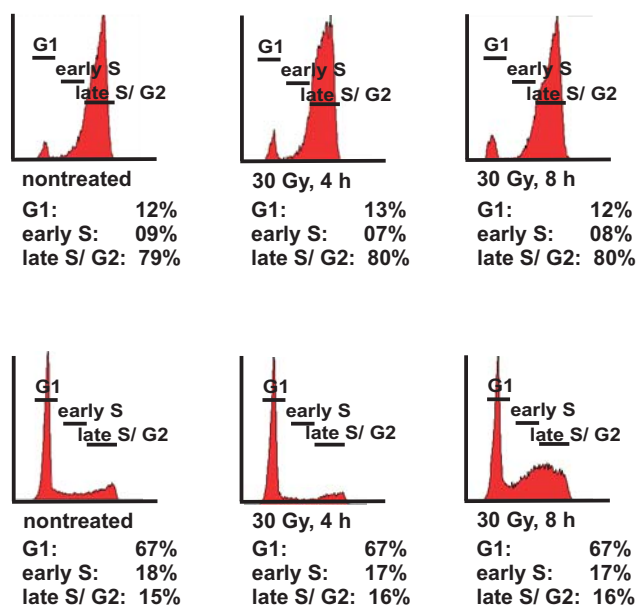 G1 G1 G1
early S early S early S
late S/ G2 late S/ G2 late S/ G2
nontreated 30 Gy, 4 h 30 Gy, 8 h
G1: 12% G1: 13% G1: 12%
early S: 09% early S: 07% early S: 08%
late S/ G2: 79% late S/ G2: 80% late S/ G2: 80%
G1 G1 G1
early S early S early S
late S/ G2 late S/ G2 late S/ G2
nontreated 30 Gy, 4 h 30 Gy, 8 h
G1: 67% G1: 67% G1: 67%
early S: 18% early S: 17% early S: 17%
late S/ G2: 15% late S/ G2: 16% late S/ G2: 16%